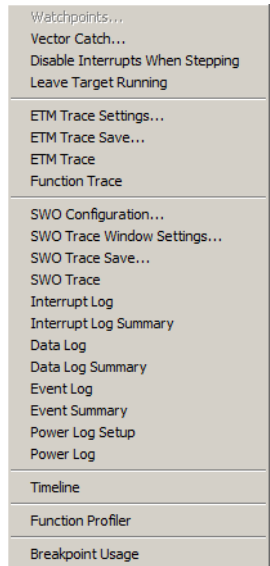 Watchpoints...
Vector Catch...
Disable Interrupts When Stepping
Leave Target Running
ETM Trace Settings...
ETM Trace Save...
ETM Trace
Function Trace
SWO Configuration...
SWO Trace Window Settings...
SWO Trace Save...
SWO Trace
Interrupt Log
Interrupt Log Summary
Data Log
Data Log Summary
Event Log
Event Summary
Power Log Setup
Power Log
Timeline
Function Profiler
Breakpoint Usage